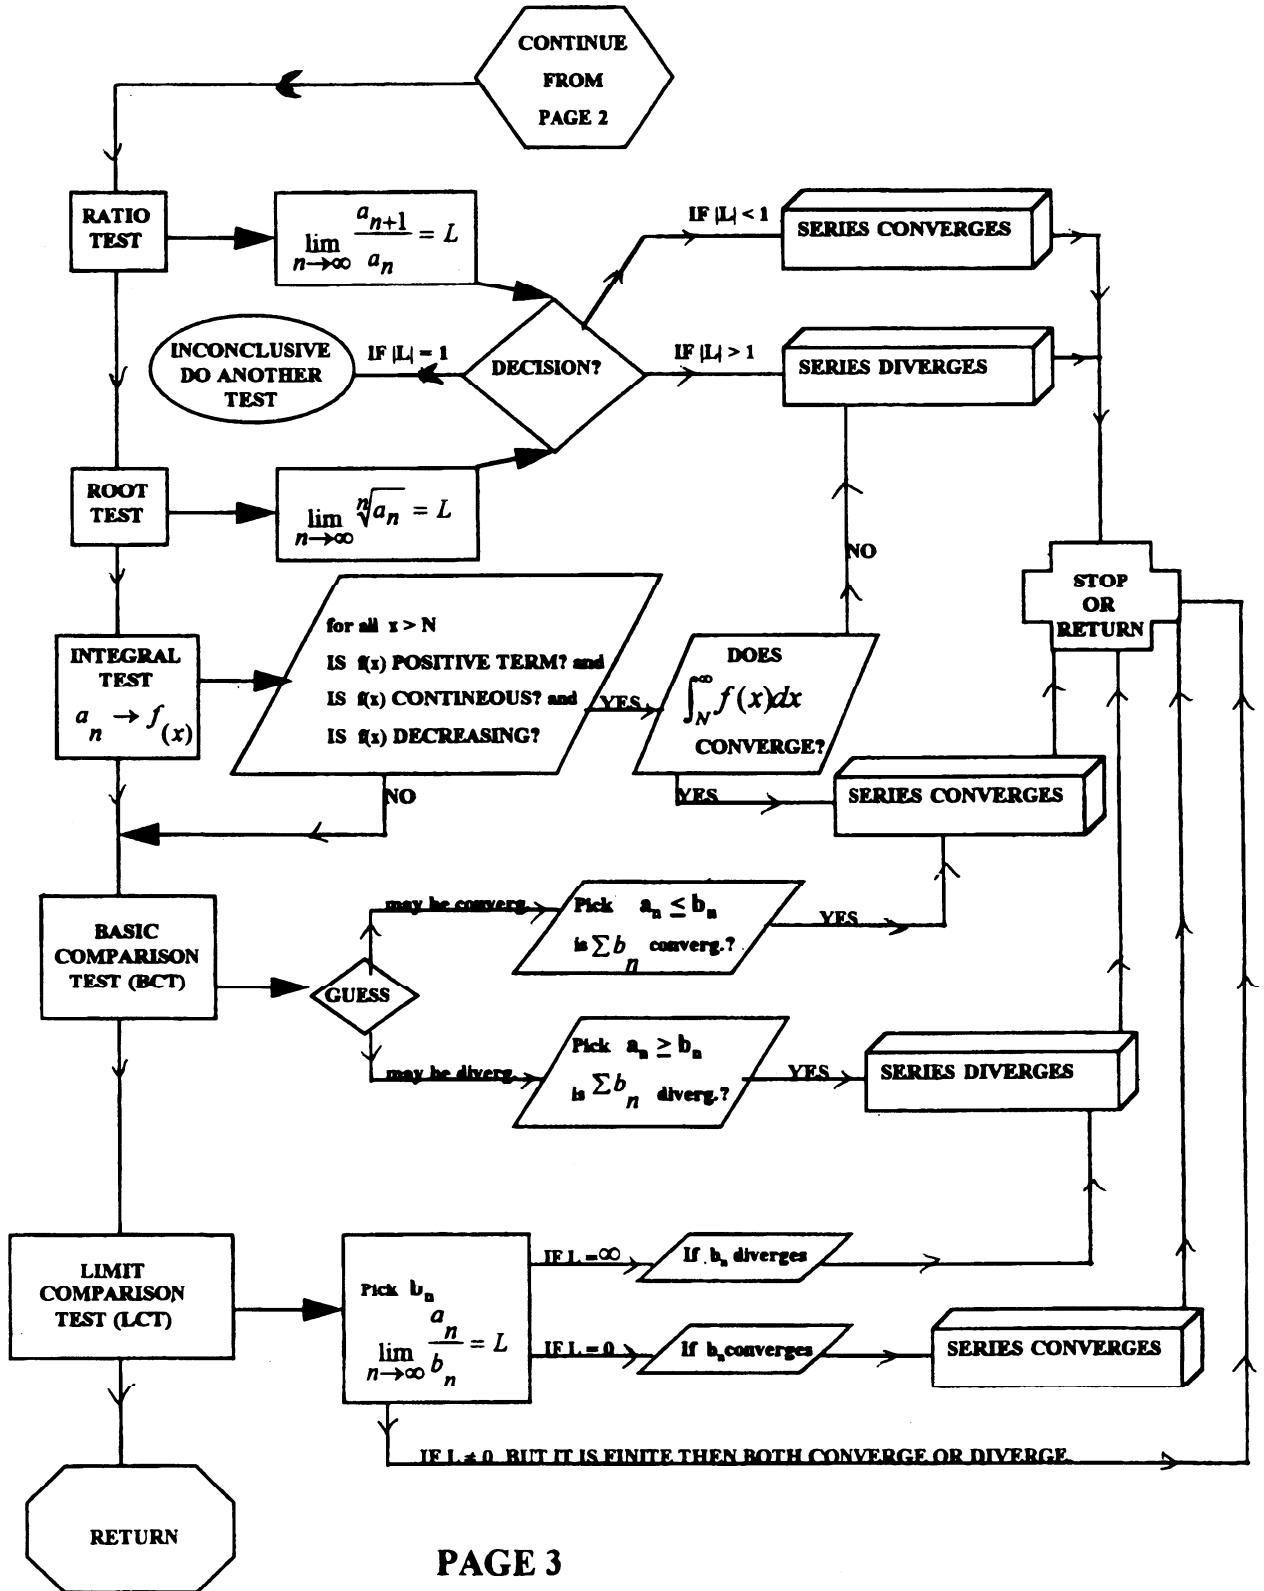 CONTINUE
FROM
PAGE 2
RATIO
TEST
lim n→∞ a_{n+1}/a_n = L
IF |L| < 1
SERIES CONVERGES
INCONCLUSIVE
DO ANOTHER
TEST
IF |L| = 1
DECISION?
IF |L| > 1
SERIES DIVERGES
ROOT
TEST
lim n→∞ ⁿ√a_n = L
NO
STOP
OR
RETURN
INTEGRAL
TEST
a_n → f_(x)
for all x > N
IS f(x) POSITIVE TERM? and
IS f(x) CONTINEOUS? and
IS f(x) DECREASING?
YES
DOES
∫_N^∞ f(x)dx
CONVERGE?
NO
YES
SERIES CONVERGES
BASIC
COMPARISON
TEST (BCT)
GUESS
may be converg.
Pick a_n ≤ b_n
is Σ b_n converg.?
YES
may be diverg.
Pick a_n ≥ b_n
is Σ b_n diverg.?
YES
SERIES DIVERGES
LIMIT
COMPARISON
TEST (LCT)
Pick b_n
lim n→∞ a_n/b_n = L
IF L = ∞
If b_n diverges
IF L = 0
If b_n converges
SERIES CONVERGES
IF L ≠ 0 BUT IT IS FINITE THEN BOTH CONVERGE OR DIVERGE.
RETURN
PAGE 3